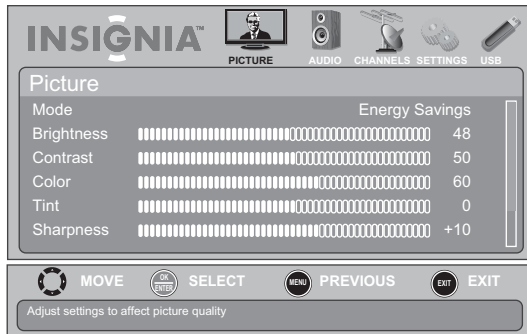 INSIGNIA™
PICTURE AUDIO CHANNELS SETTINGS USB
Picture
Mode Energy Savings
Brightness 48
Contrast 50
Color 60
Tint 0
Sharpness +10
MOVE OK ENTER SELECT MENU PREVIOUS EXIT EXIT
Adjust settings to affect picture quality